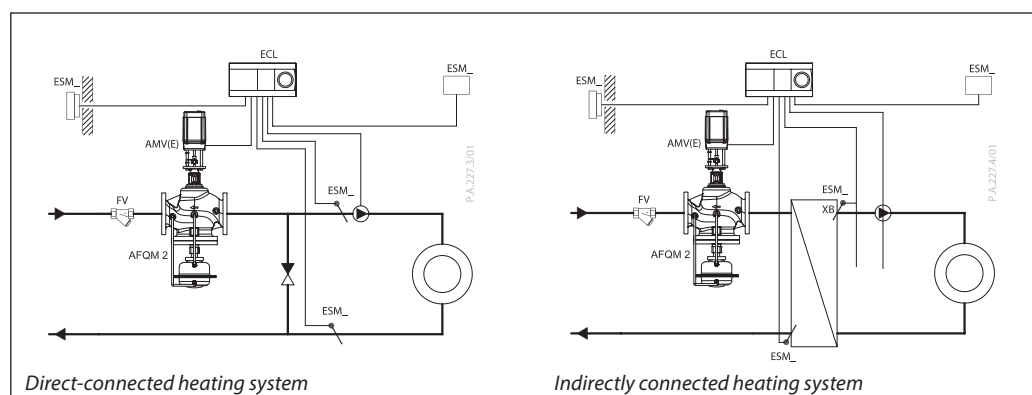 ECL
ESM_
ESM_
AMV(E)
ESM_
FV
AFQM 2
ESM_
P.A.227.3/01
Direct-connected heating system
ECL
ESM_
ESM_
AMV(E)
ESM_
FV
XB
AFQM 2
ESM_
P.A.227.4/01
Indirectly connected heating system